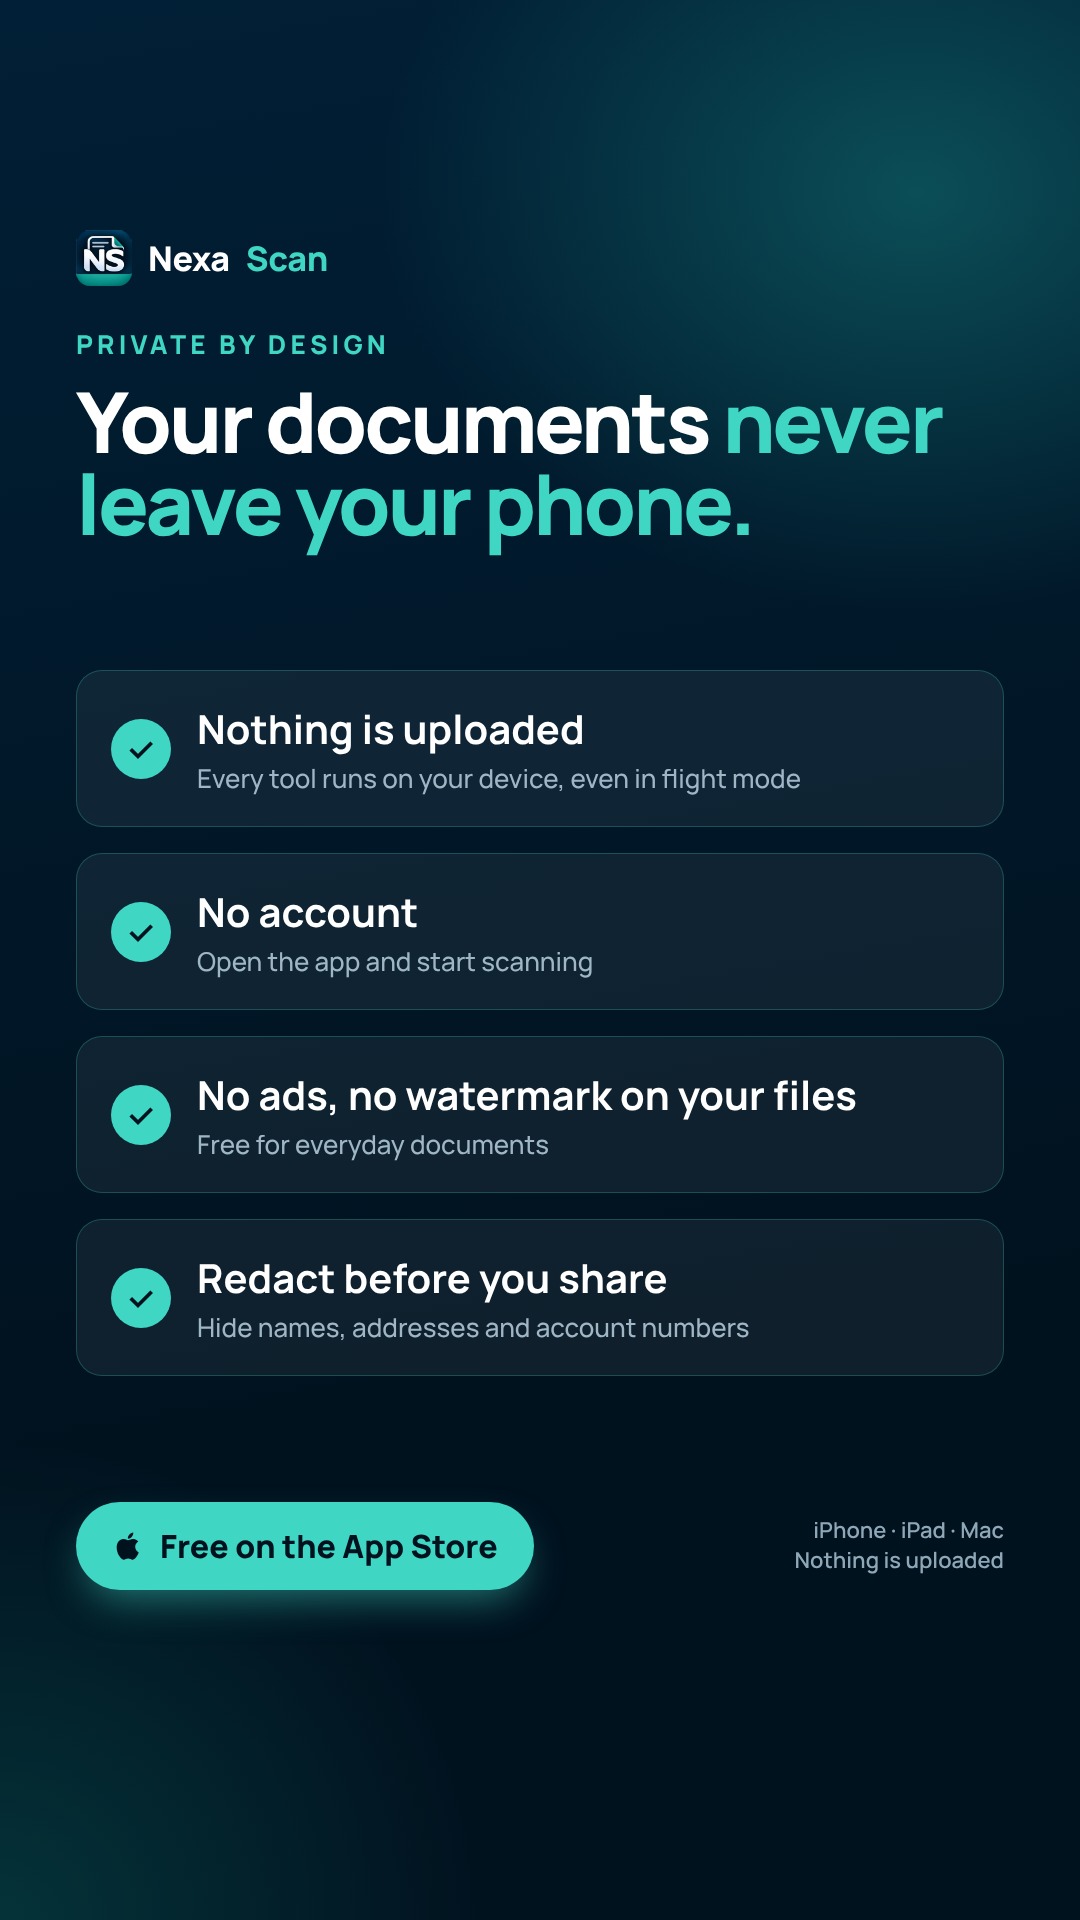 NS
Nexa Scan
PRIVATE BY DESIGN
Your documents never
leave your phone.
Nothing is uploaded
Every tool runs on your device, even in flight mode
No account
Open the app and start scanning
No ads, no watermark on your files
Free for everyday documents
Redact before you share
Hide names, addresses and account numbers
Free on the App Store
iPhone · iPad · Mac
Nothing is uploaded